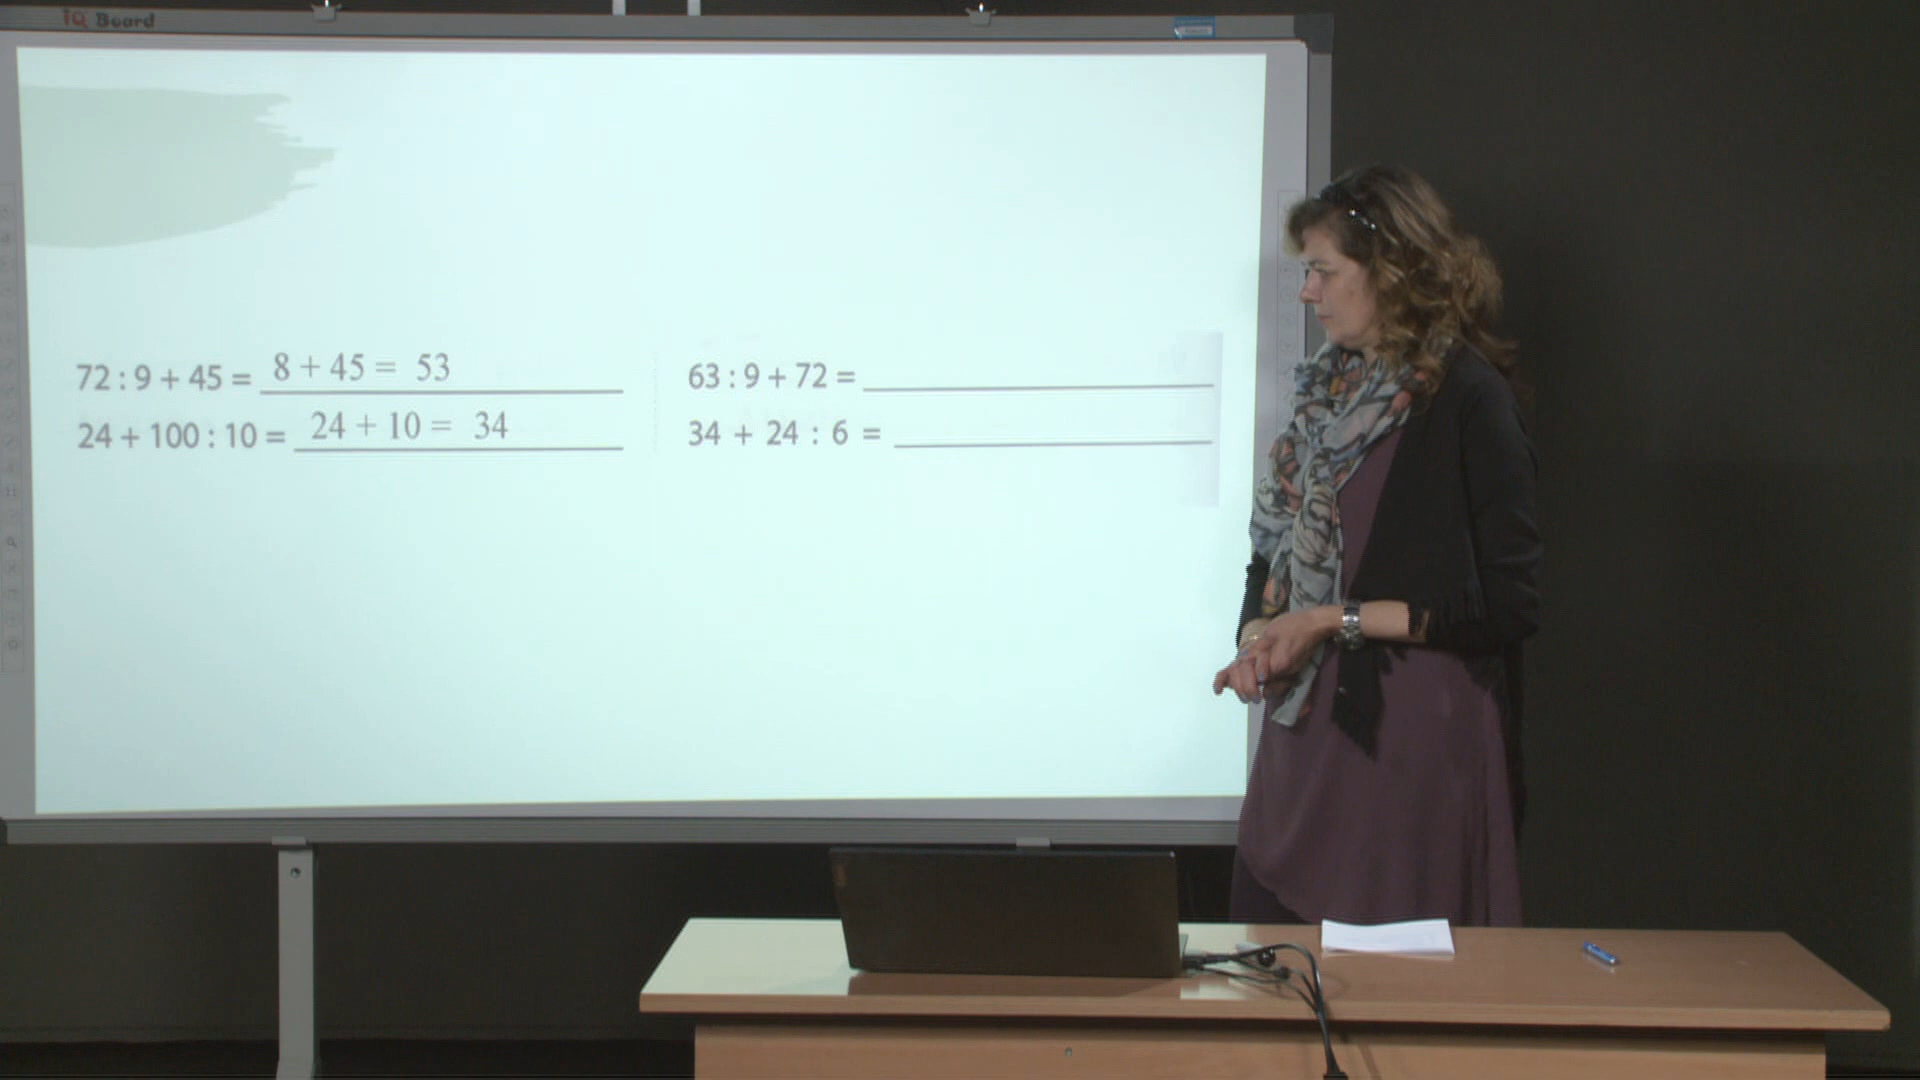 iQ Board
72 : 9 + 45 = 8 + 45 = 53
24 + 100 : 10 = 24 + 10 = 34
63 : 9 + 72 =
34 + 24 : 6 =